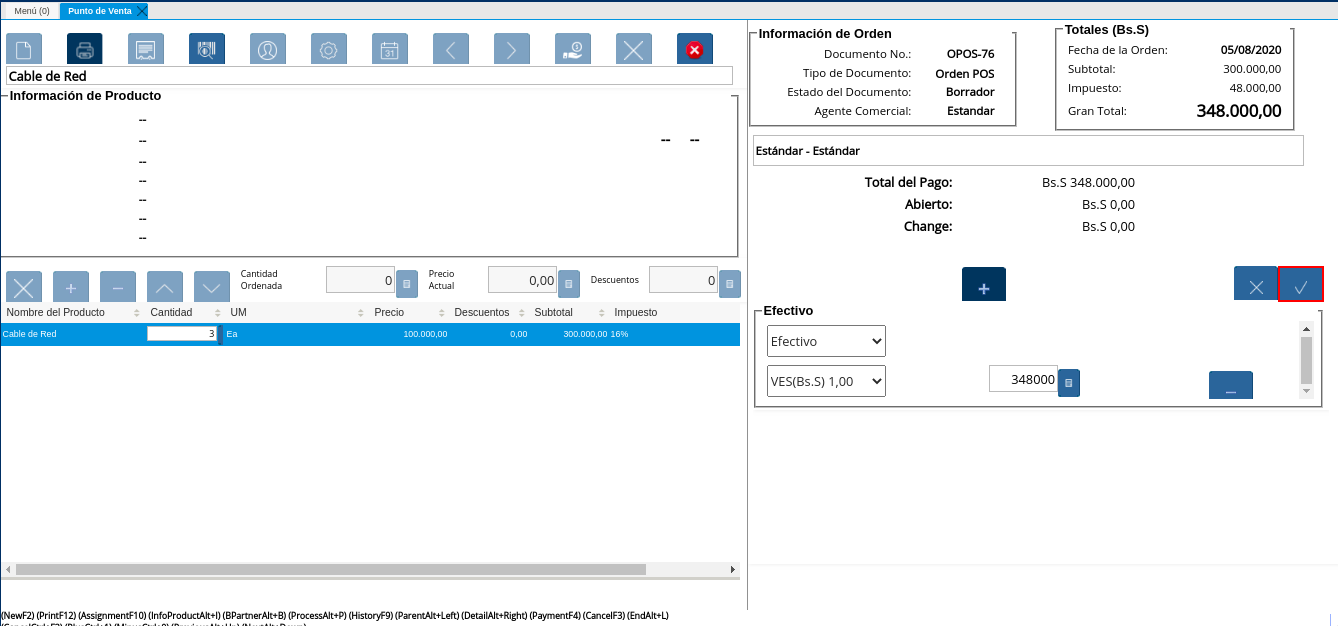 Menú (0)
Punto de Venta
Cable de Red
Información de Producto
--
--
-- --
--
--
--
--
--
Cantidad
Ordenada
0
Precio
Actual
0,00
Descuentos
0
Nombre del Producto Cantidad UM Precio Descuentos Subtotal Impuesto
Cable de Red 3 Ea 100.000,00 0,00 300.000,00 16%
Información de Orden
Documento No.: OPOS-76
Tipo de Documento: Orden POS
Estado del Documento: Borrador
Agente Comercial: Estandar
Totales (Bs.S)
Fecha de la Orden: 05/08/2020
Subtotal: 300.000,00
Impuesto: 48.000,00
Gran Total: 348.000,00
Estándar - Estándar
Total del Pago: Bs.S 348.000,00
Abierto: Bs.S 0,00
Change: Bs.S 0,00
Efectivo
Efectivo
VES(Bs.S) 1,00
348000
(NewF2) (PrintF12) (AssignmentF10) (InfoProductAlt+I) (BPartnerAlt+B) (ProcessAlt+P) (HistoryF9) (ParentAlt+Left) (DetailAlt+Right) (PaymentF4) (CancelF3) (EndAlt+L)